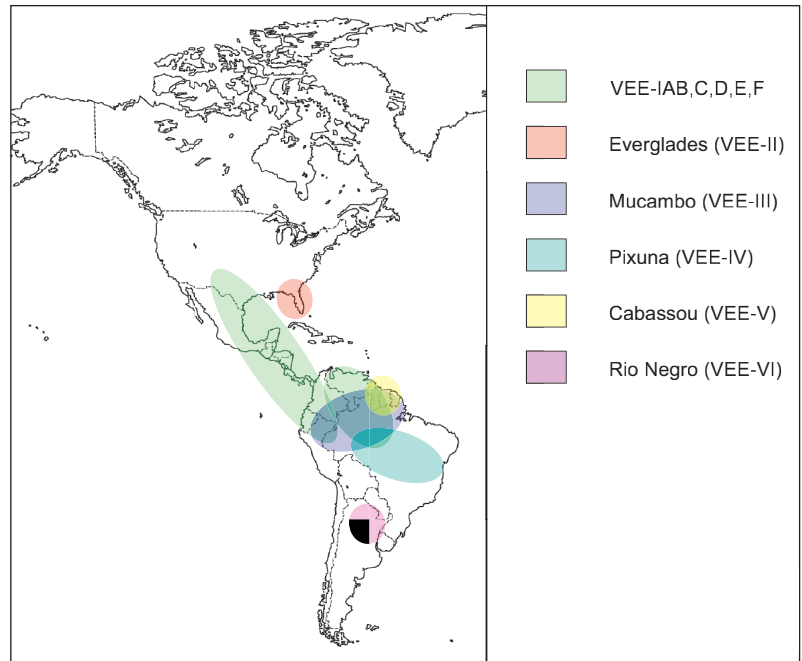 VEE-IAB,C,D,E,F
Everglades (VEE-II)
Mucambo (VEE-III)
Pixuna (VEE-IV)
Cabassou (VEE-V)
Rio Negro (VEE-VI)